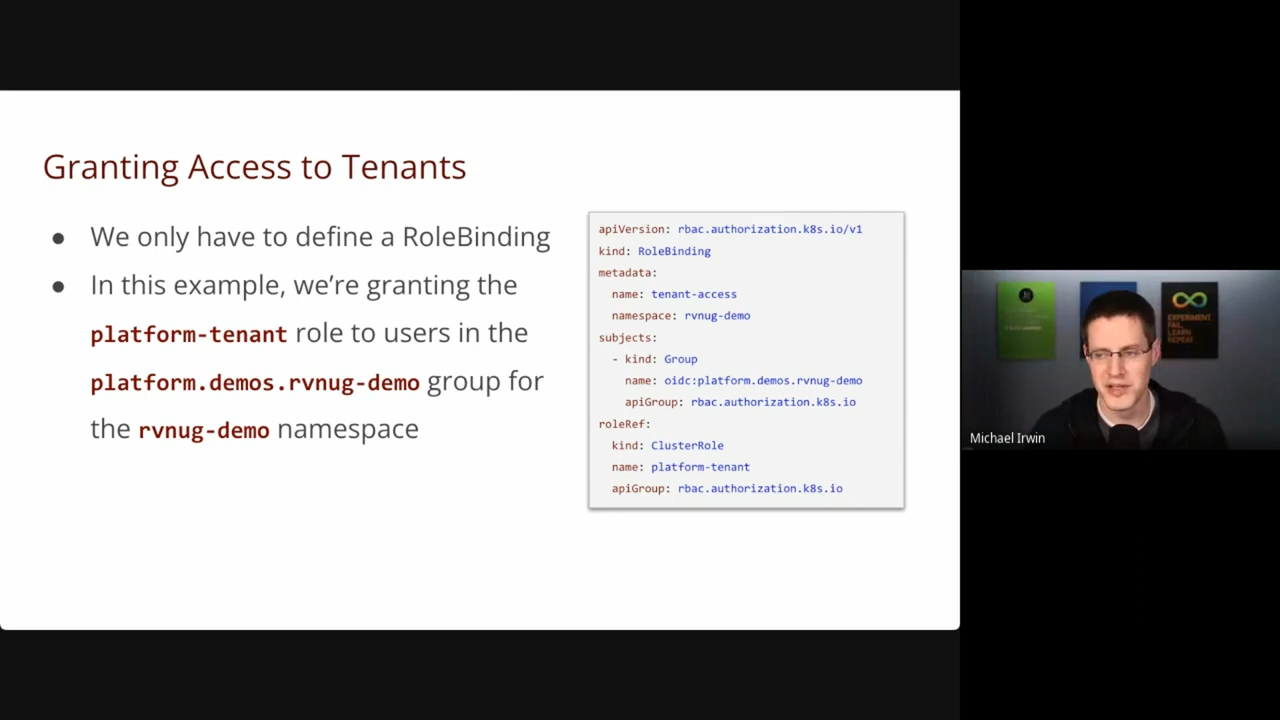 Granting Access to Tenants
● We only have to define a RoleBinding
● In this example, we're granting the
platform-tenant role to users in the
platform.demos.rvnug-demo group for
the rvnug-demo namespace
apiVersion: rbac.authorization.k8s.io/v1
kind: RoleBinding
metadata:
  name: tenant-access
  namespace: rvnug-demo
subjects:
  - kind: Group
    name: oidc:platform.demos.rvnug-demo
    apiGroup: rbac.authorization.k8s.io
roleRef:
  kind: ClusterRole
  name: platform-tenant
  apiGroup: rbac.authorization.k8s.io
EXPERIMENT.
FAIL.
LEARN.
REPEAT.
Michael Irwin